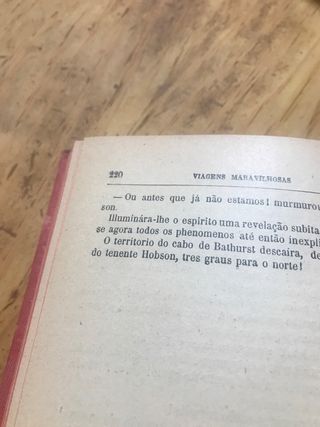 220 VIAGENS MARAVILHOSAS
— Ou antes que já não estamos! murmurou
son.
Illuminára-lhe o espirito uma revelação subita
se agora todos os phenomenos até então inexpli
O territorio do cabo de Bathurst descaira, de
do tenente Hobson, tres graus para o norte!